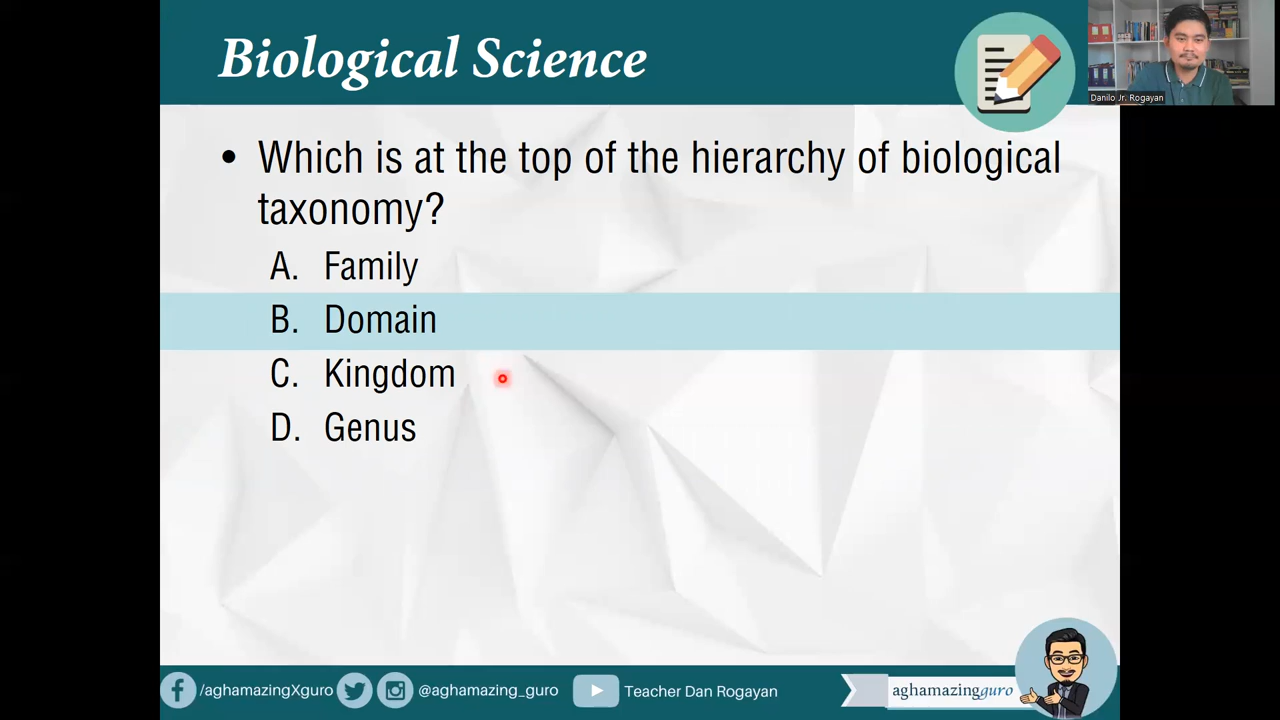 Biological Science
Danilo Jr. Rogayan
• Which is at the top of the hierarchy of biological
taxonomy?
A. Family
B. Domain
C. Kingdom
D. Genus
/aghamazingXguro
@aghamazing_guro
Teacher Dan Rogayan
aghamazingguro